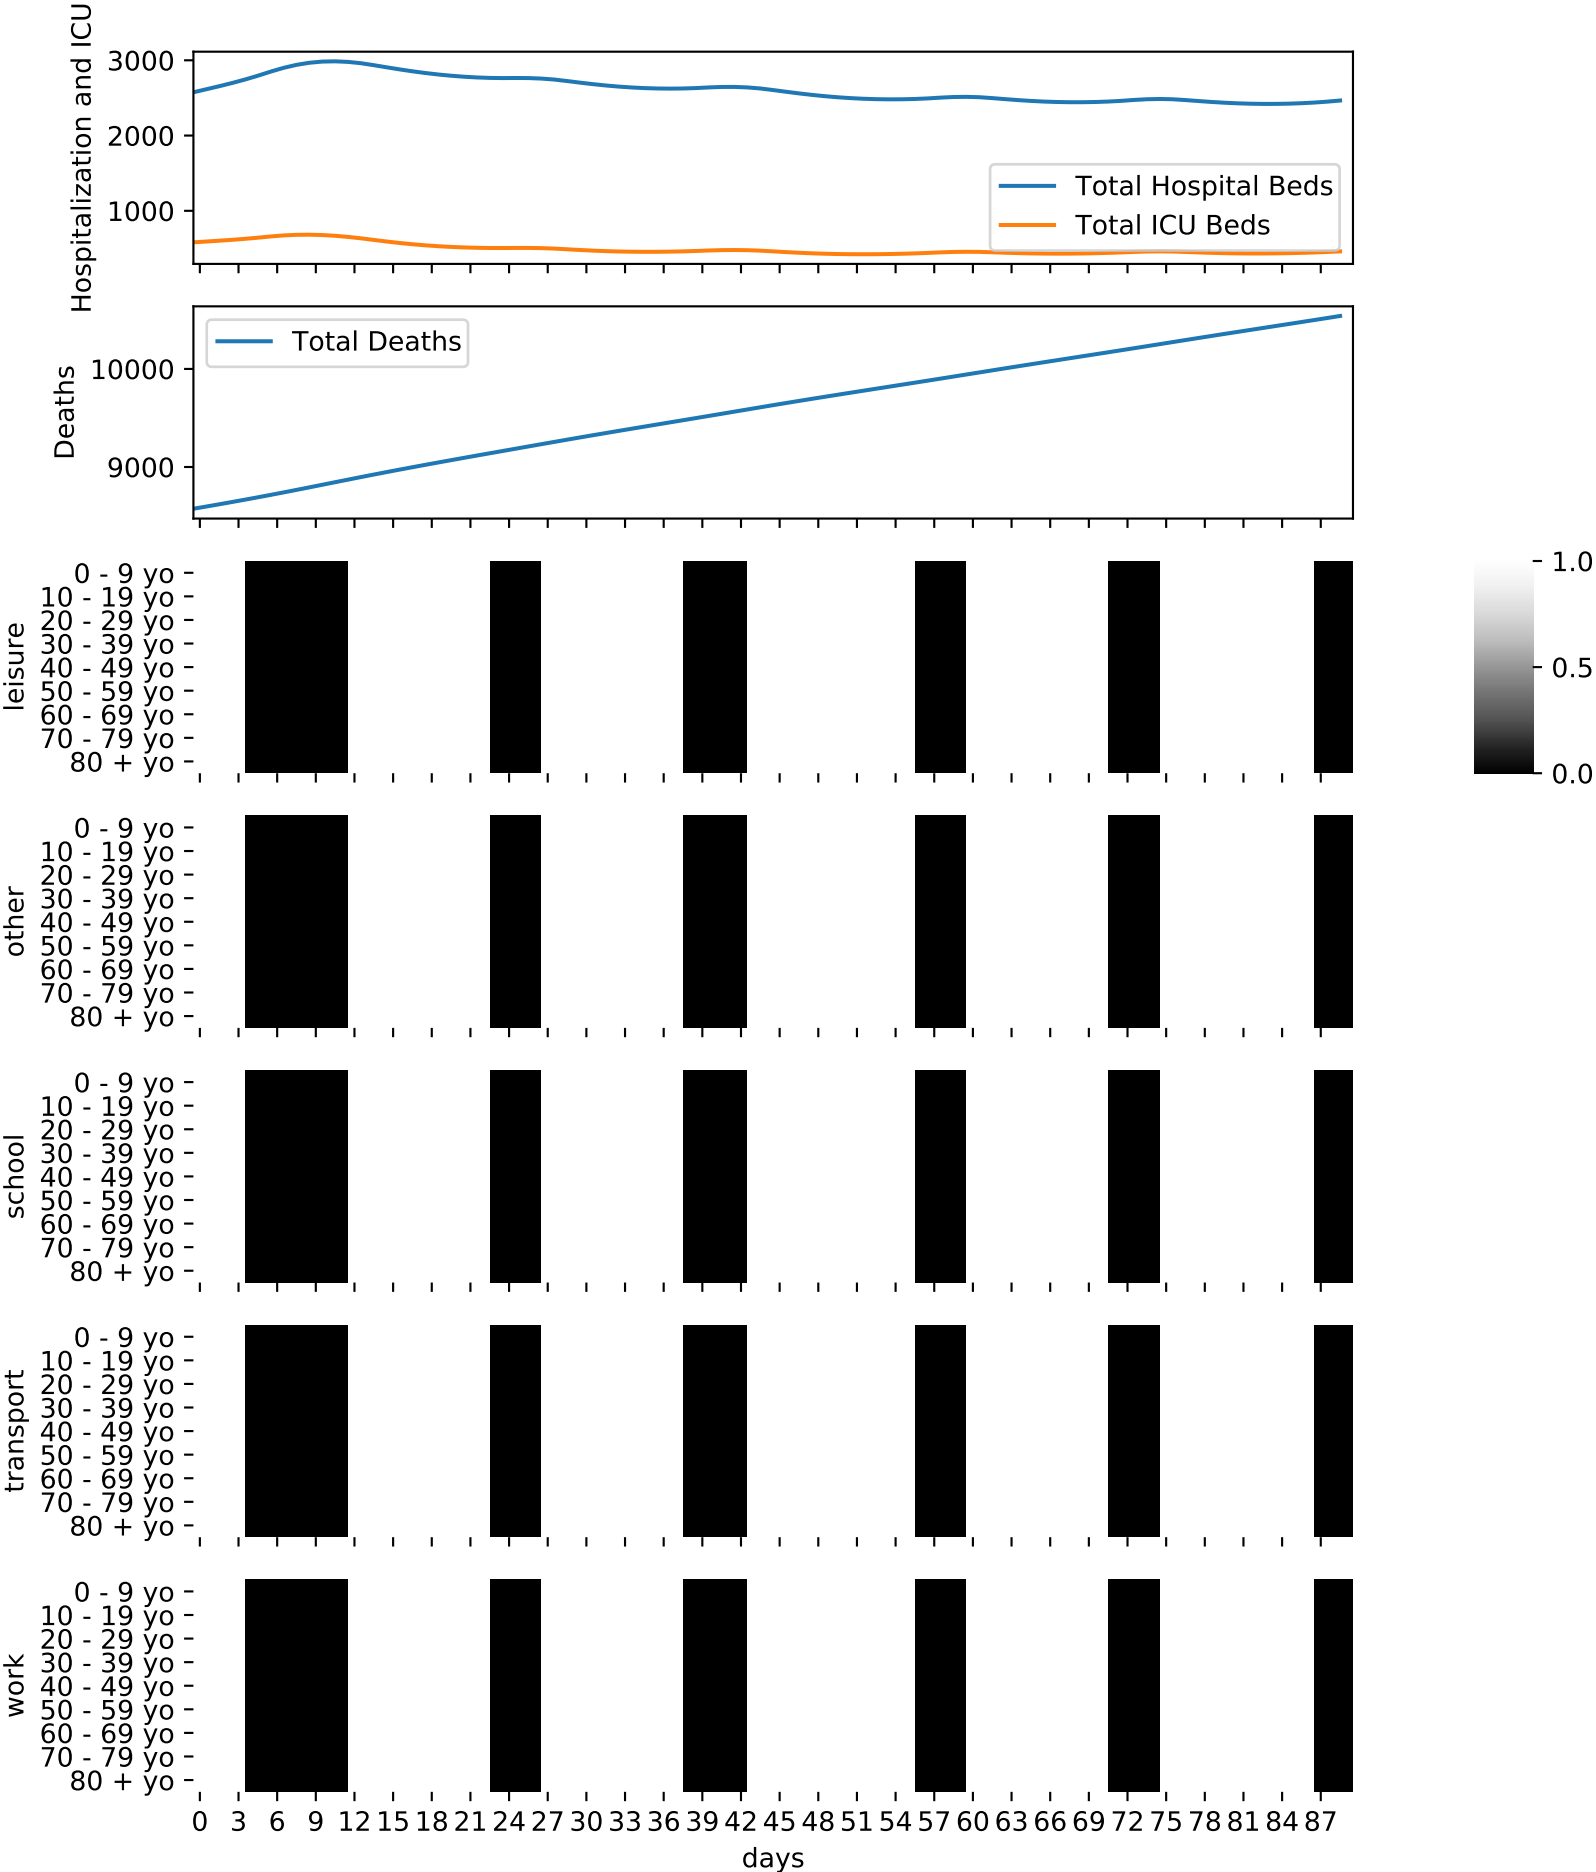 Hospitalization and ICU
3000
2000
1000
Total Hospital Beds
Total ICU Beds
Deaths
10000
9000
Total Deaths
leisure
0 - 9 yo
10 - 19 yo
20 - 29 yo
30 - 39 yo
40 - 49 yo
50 - 59 yo
60 - 69 yo
70 - 79 yo
80 + yo
1.0
0.5
0.0
other
0 - 9 yo
10 - 19 yo
20 - 29 yo
30 - 39 yo
40 - 49 yo
50 - 59 yo
60 - 69 yo
70 - 79 yo
80 + yo
school
0 - 9 yo
10 - 19 yo
20 - 29 yo
30 - 39 yo
40 - 49 yo
50 - 59 yo
60 - 69 yo
70 - 79 yo
80 + yo
transport
0 - 9 yo
10 - 19 yo
20 - 29 yo
30 - 39 yo
40 - 49 yo
50 - 59 yo
60 - 69 yo
70 - 79 yo
80 + yo
work
0 - 9 yo
10 - 19 yo
20 - 29 yo
30 - 39 yo
40 - 49 yo
50 - 59 yo
60 - 69 yo
70 - 79 yo
80 + yo
0 3 6 9 12 15 18 21 24 27 30 33 36 39 42 45 48 51 54 57 60 63 66 69 72 75 78 81 84 87
days